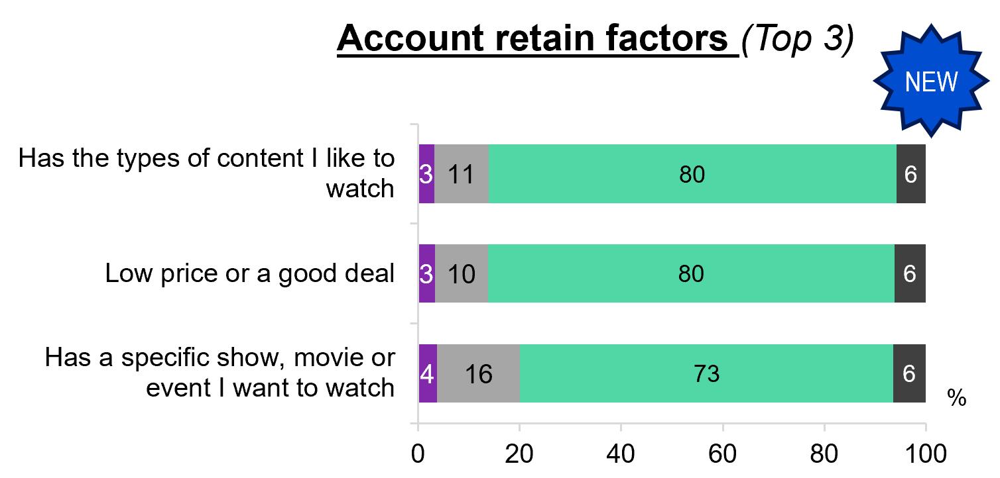 Account retain factors (Top 3)
NEW
Has the types of content I like to
watch
3 11 80 6
Low price or a good deal
3 10 80 6
Has a specific show, movie or
event I want to watch
4 16 73 6
%
0 20 40 60 80 100